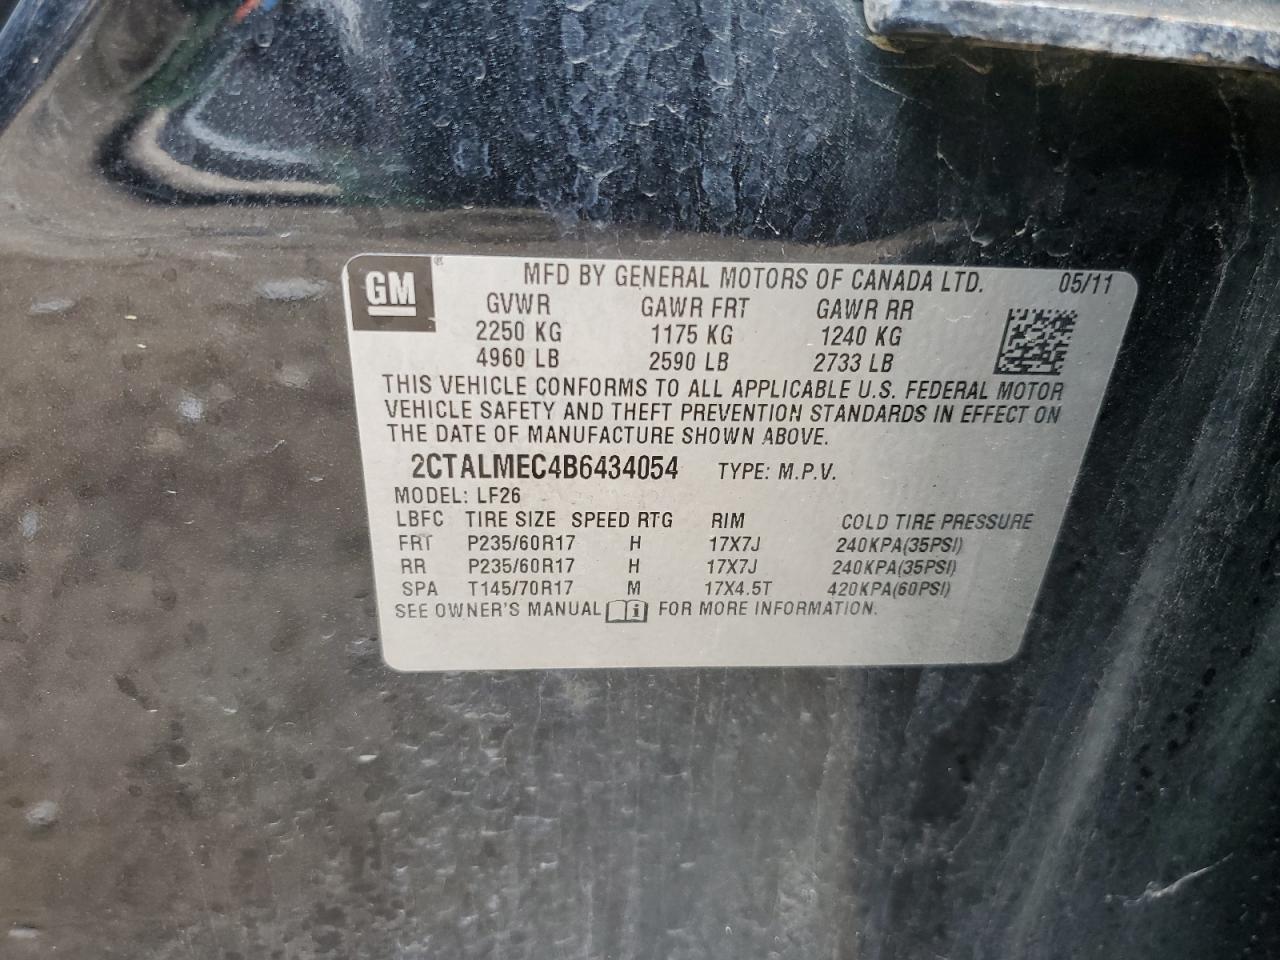 GM® MFD BY GENERAL MOTORS OF CANADA LTD. 05/11
GVWR GAWR FRT GAWR RR
2250 KG 1175 KG 1240 KG
4960 LB 2590 LB 2733 LB
THIS VEHICLE CONFORMS TO ALL APPLICABLE U.S. FEDERAL MOTOR
VEHICLE SAFETY AND THEFT PREVENTION STANDARDS IN EFFECT ON
THE DATE OF MANUFACTURE SHOWN ABOVE.
2CTALMEC4B6434054 TYPE: M.P.V.
MODEL: LF26
LBFC TIRE SIZE SPEED RTG RIM COLD TIRE PRESSURE
FRT P235/60R17 H 17X7J 240KPA(35PSI)
RR P235/60R17 H 17X7J 240KPA(35PSI)
SPA T145/70R17 M 17X4.5T 420KPA(60PSI)
SEE OWNER'S MANUAL i FOR MORE INFORMATION.